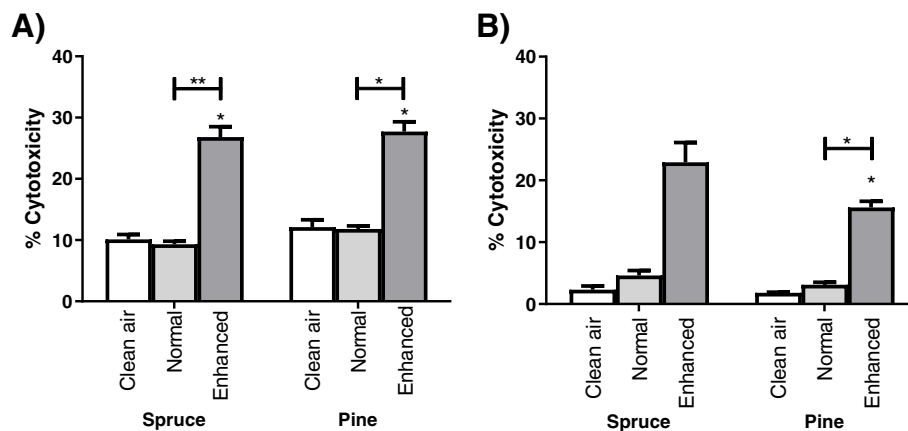 A)
% Cytotoxicity
40
30
20
10
0
**
*
*
*
Clean air
Normal
Enhanced
Clean air
Normal
Enhanced
Spruce
Pine
B)
% Cytotoxicity
40
30
20
10
0
*
*
Clean air
Normal
Enhanced
Clean air
Normal
Enhanced
Spruce
Pine